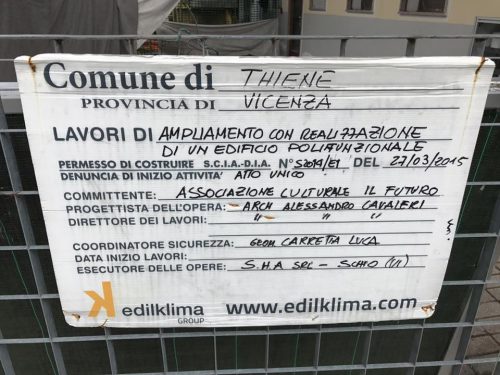 Comune di THIENE
PROVINCIA DI VICENZA
LAVORI DI AMPLIAMENTO CON REALIZZAZIONE
DI UN EDIFICIO POLIFUNZIONALE
PERMESSO DI COSTRUIRE S.C.I.A.-D.I.A. N° DEL 27/03/2015
DENUNCIA DI INIZIO ATTIVITA' ATTO UNICO
COMMITTENTE: ASSOCIAZIONE CULTURALE IL FUTURO
PROGETTISTA DELL'OPERA: ARCH ALESSANDRO CAVALERI
DIRETTORE DEI LAVORI: " " "
COORDINATORE SICUREZZA: GEOM CARRETTA LUCA
DATA INIZIO LAVORI:
ESECUTORE DELLE OPERE: S.H.A SRL - SCHIO (VI)
edilklima www.edilklima.com
GROUP